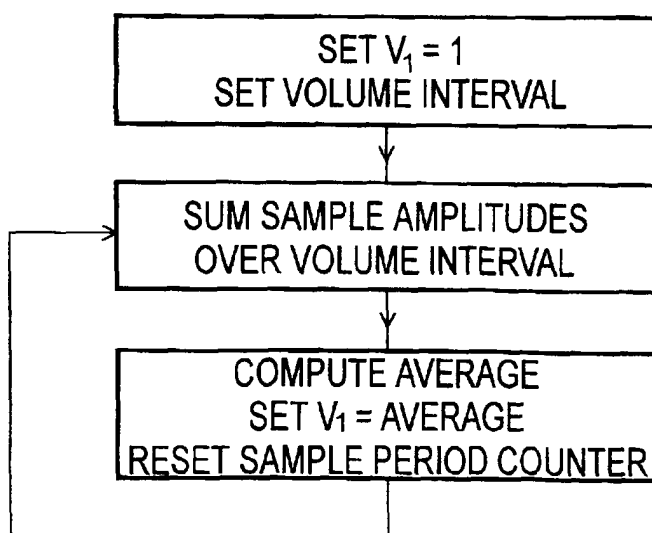 SET V₁ = 1
SET VOLUME INTERVAL
SUM SAMPLE AMPLITUDES
OVER VOLUME INTERVAL
COMPUTE AVERAGE
SET V₁ = AVERAGE
RESET SAMPLE PERIOD COUNTER